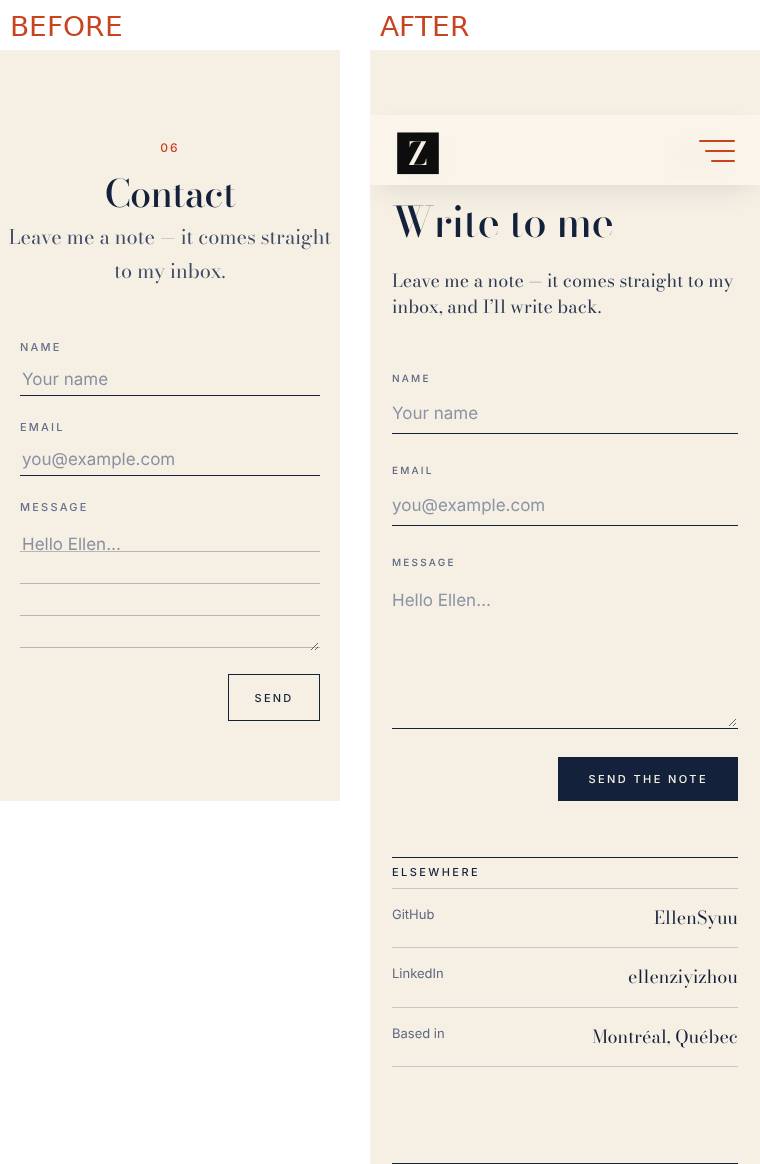 BEFORE
06
Contact
Leave me a note — it comes straight
to my inbox.
NAME
Your name
EMAIL
you@example.com
MESSAGE
Hello Ellen...
SEND
AFTER
Z
Write to me
Leave me a note — it comes straight to my
inbox, and I’ll write back.
NAME
Your name
EMAIL
you@example.com
MESSAGE
Hello Ellen...
SEND THE NOTE
ELSEWHERE
GitHub EllenSyuu
LinkedIn ellenziyizhou
Based in Montréal, Québec